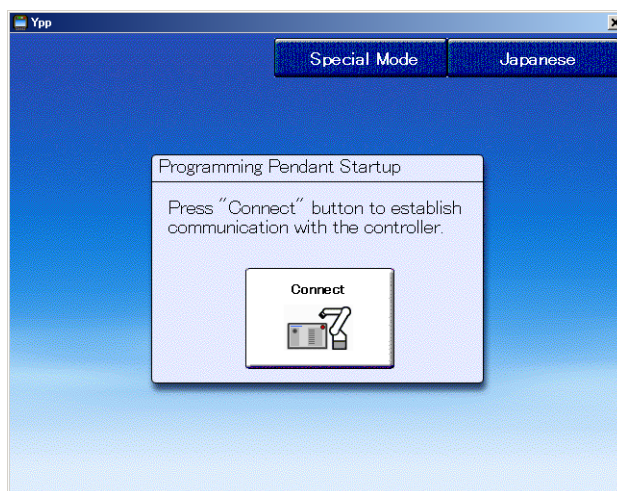 Ypp
Special Mode
Japanese
Programming Pendant Startup
Press "Connect" button to establish
communication with the controller.
Connect